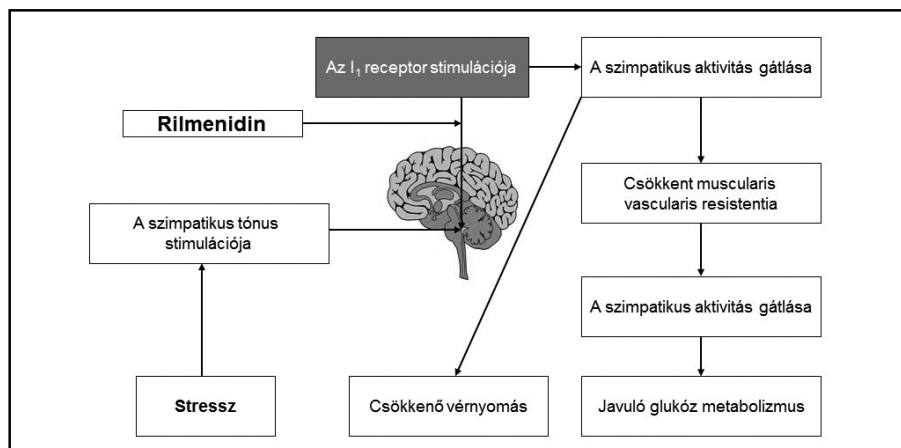 Az I₁ receptor stimulációja
A szimpatikus aktivitás gátlása
Rilmenidin
Csökkent muscularis
vascularis resistentia
A szimpatikus tónus
stimulációja
A szimpatikus aktivitás gátlása
Stressz
Csökkenő vérnyomás
Javuló glukóz metabolizmus